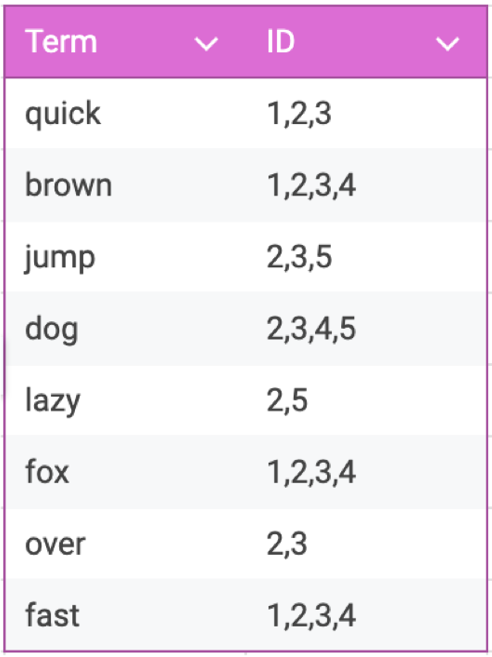 Term ID
quick 1,2,3
brown 1,2,3,4
jump 2,3,5
dog 2,3,4,5
lazy 2,5
fox 1,2,3,4
over 2,3
fast 1,2,3,4